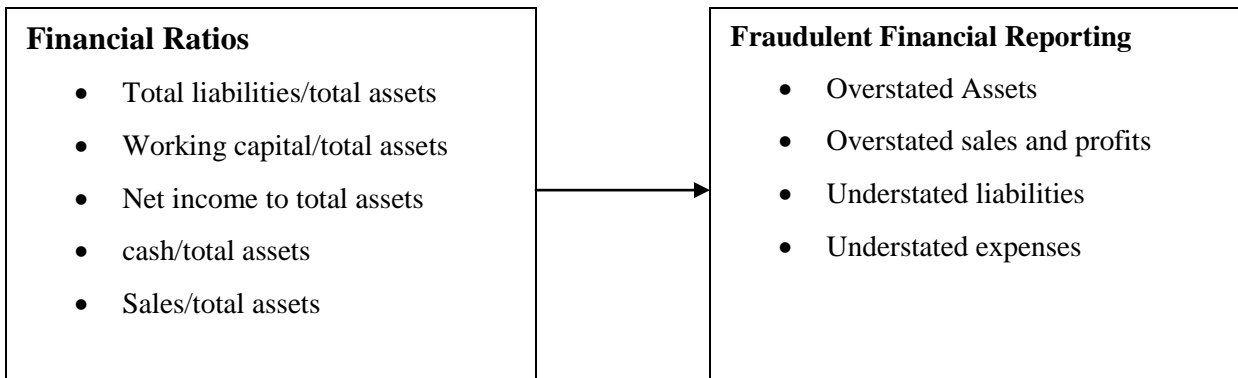 Financial Ratios
• Total liabilities/total assets
• Working capital/total assets
• Net income to total assets
• cash/total assets
• Sales/total assets
Fraudulent Financial Reporting
• Overstated Assets
• Overstated sales and profits
• Understated liabilities
• Understated expenses